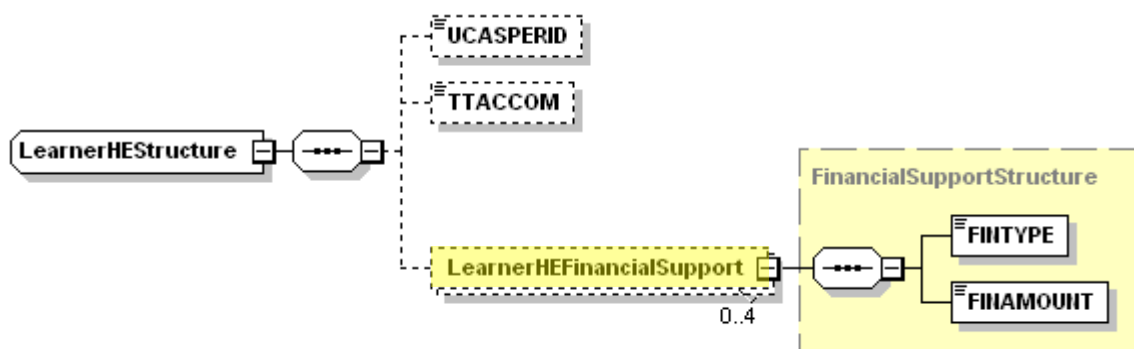 UCASPERID
TTACCOM
LearnerHEStructure
FinancialSupportStructure
FINTYPE
LearnerHEFinancialSupport
FINAMOUNT
0..4